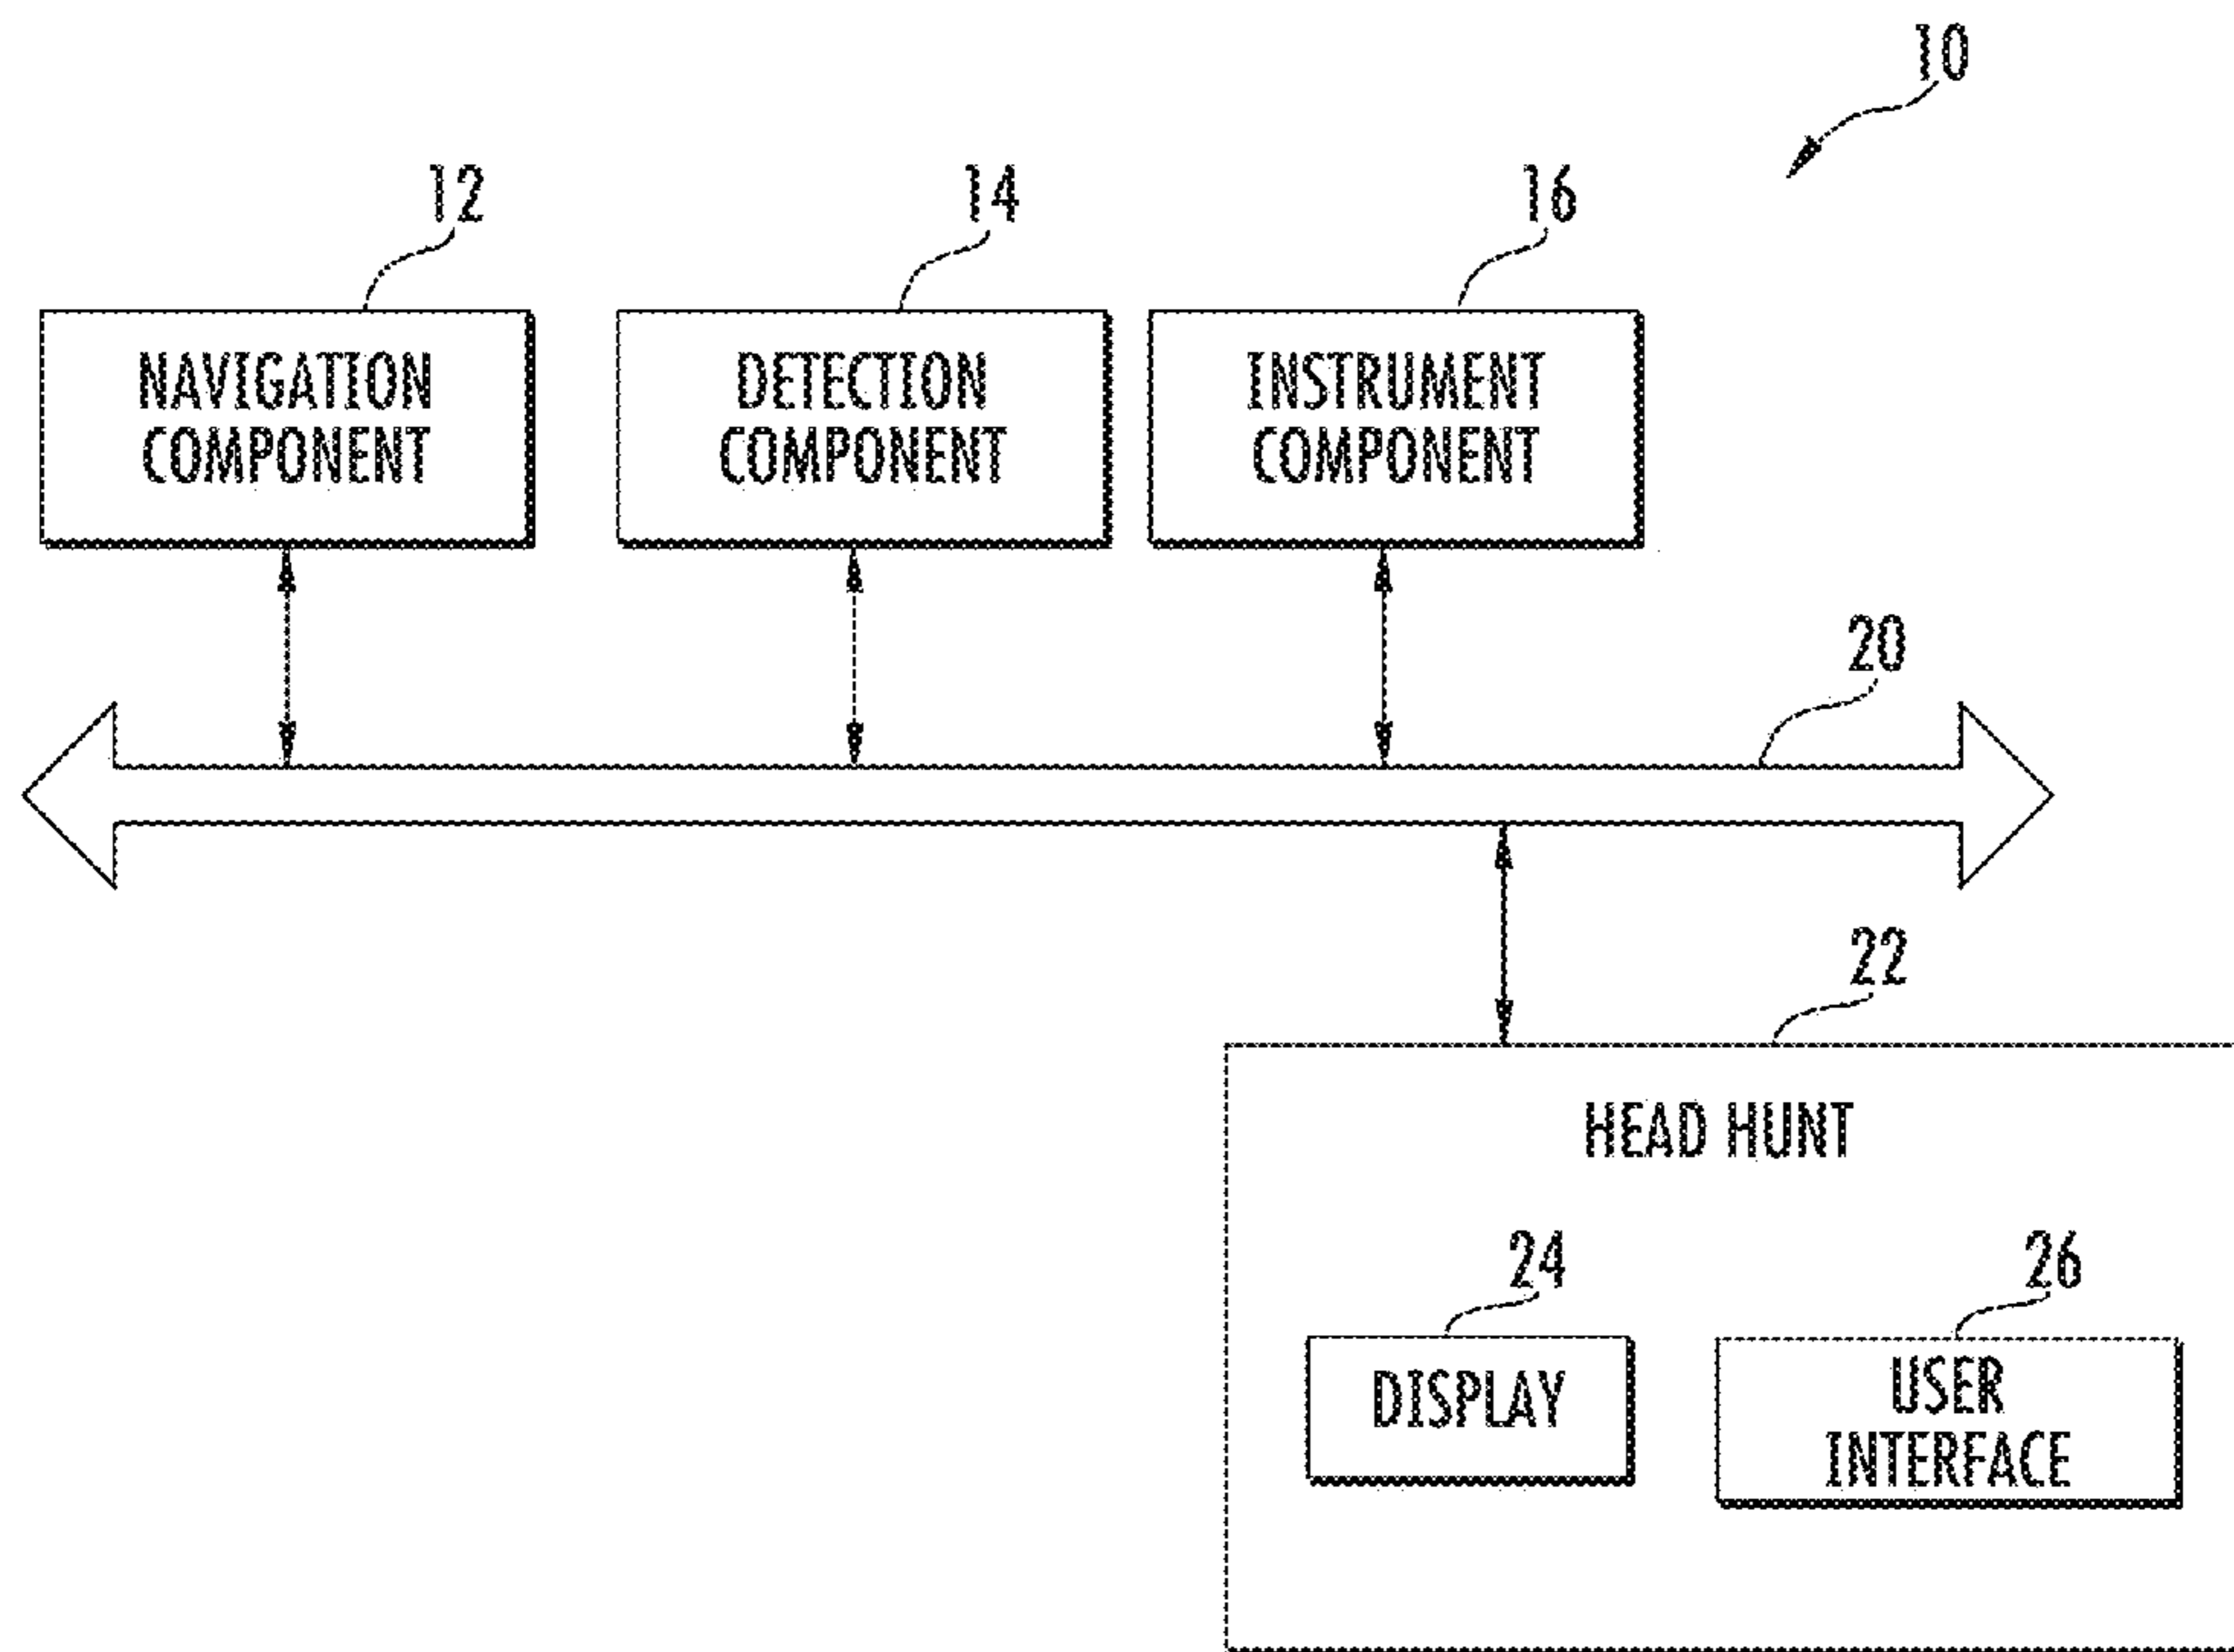 10
12
14
16
NAVIGATION
COMPONENT
DETECTION
COMPONENT
INSTRUMENT
COMPONENT
20
22
HEAD HUNT
24
26
DISPLAY
USER
INTERFACE